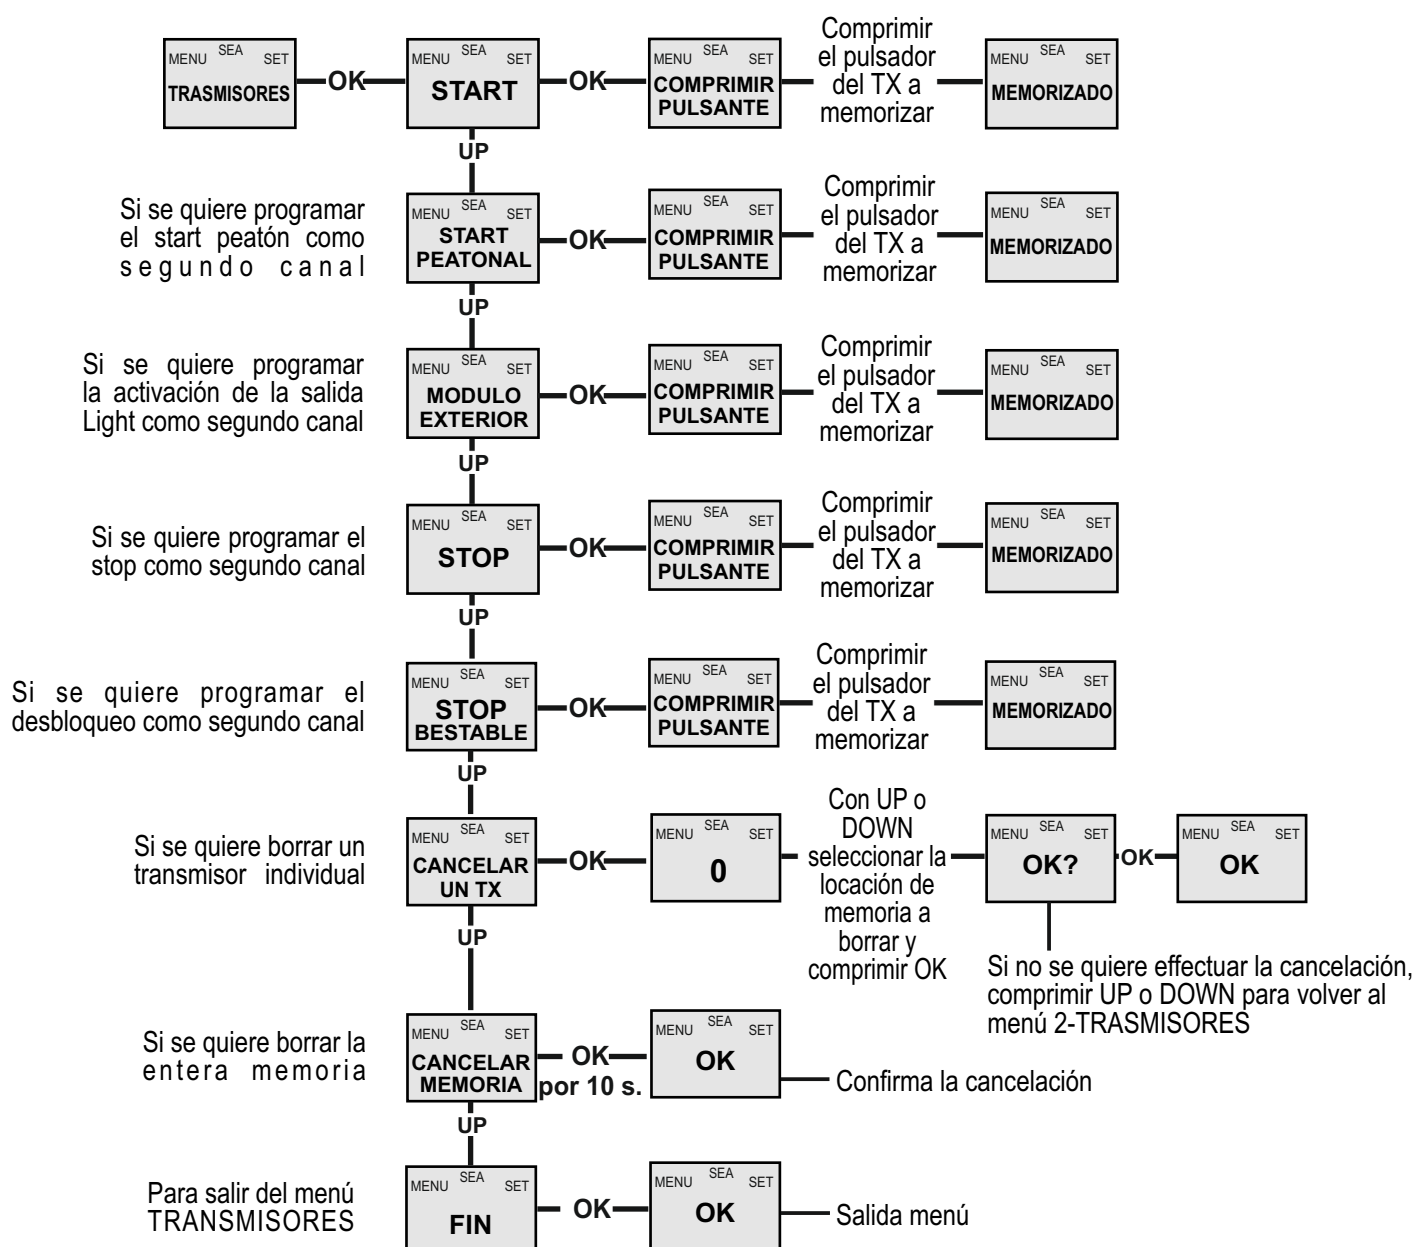 MENU SEA SET
TRASMISORES
OK
MENU SEA SET
START
OK
MENU SEA SET
COMPRIMIR
PULSANTE
Comprimir
el pulsador
del TX a
memorizar
MENU SEA SET
MEMORIZADO
UP
Si se quiere programar
el start peatón como
segundo canal
MENU SEA SET
START
PEATONAL
OK
MENU SEA SET
COMPRIMIR
PULSANTE
Comprimir
el pulsador
del TX a
memorizar
MENU SEA SET
MEMORIZADO
UP
Si se quiere programar
la activación de la salida
Light como segundo canal
MENU SEA SET
MODULO
EXTERIOR
OK
MENU SEA SET
COMPRIMIR
PULSANTE
Comprimir
el pulsador
del TX a
memorizar
MENU SEA SET
MEMORIZADO
UP
Si se quiere programar el
stop como segundo canal
MENU SEA SET
STOP
OK
MENU SEA SET
COMPRIMIR
PULSANTE
Comprimir
el pulsador
del TX a
memorizar
MENU SEA SET
MEMORIZADO
UP
Si se quiere programar el
desbloqueo como segundo canal
MENU SEA SET
STOP
BESTABLE
OK
MENU SEA SET
COMPRIMIR
PULSANTE
Comprimir
el pulsador
del TX a
memorizar
MENU SEA SET
MEMORIZADO
UP
Si se quiere borrar un
transmisor individual
MENU SEA SET
CANCELAR
UN TX
OK
MENU SEA SET
0
Con UP o
DOWN
seleccionar la
locación de
memoria a
borrar y
comprimir OK
MENU SEA SET
OK?
OK
MENU SEA SET
OK
Si no se quiere effectuar la cancelación,
comprimir UP o DOWN para volver al
menú 2-TRASMISORES
UP
Si se quiere borrar la
entera memoria
MENU SEA SET
CANCELAR
MEMORIA
OK
por 10 s.
MENU SEA SET
OK
Confirma la cancelación
UP
Para salir del menú
TRANSMISORES
MENU SEA SET
FIN
OK
MENU SEA SET
OK
Salida menú